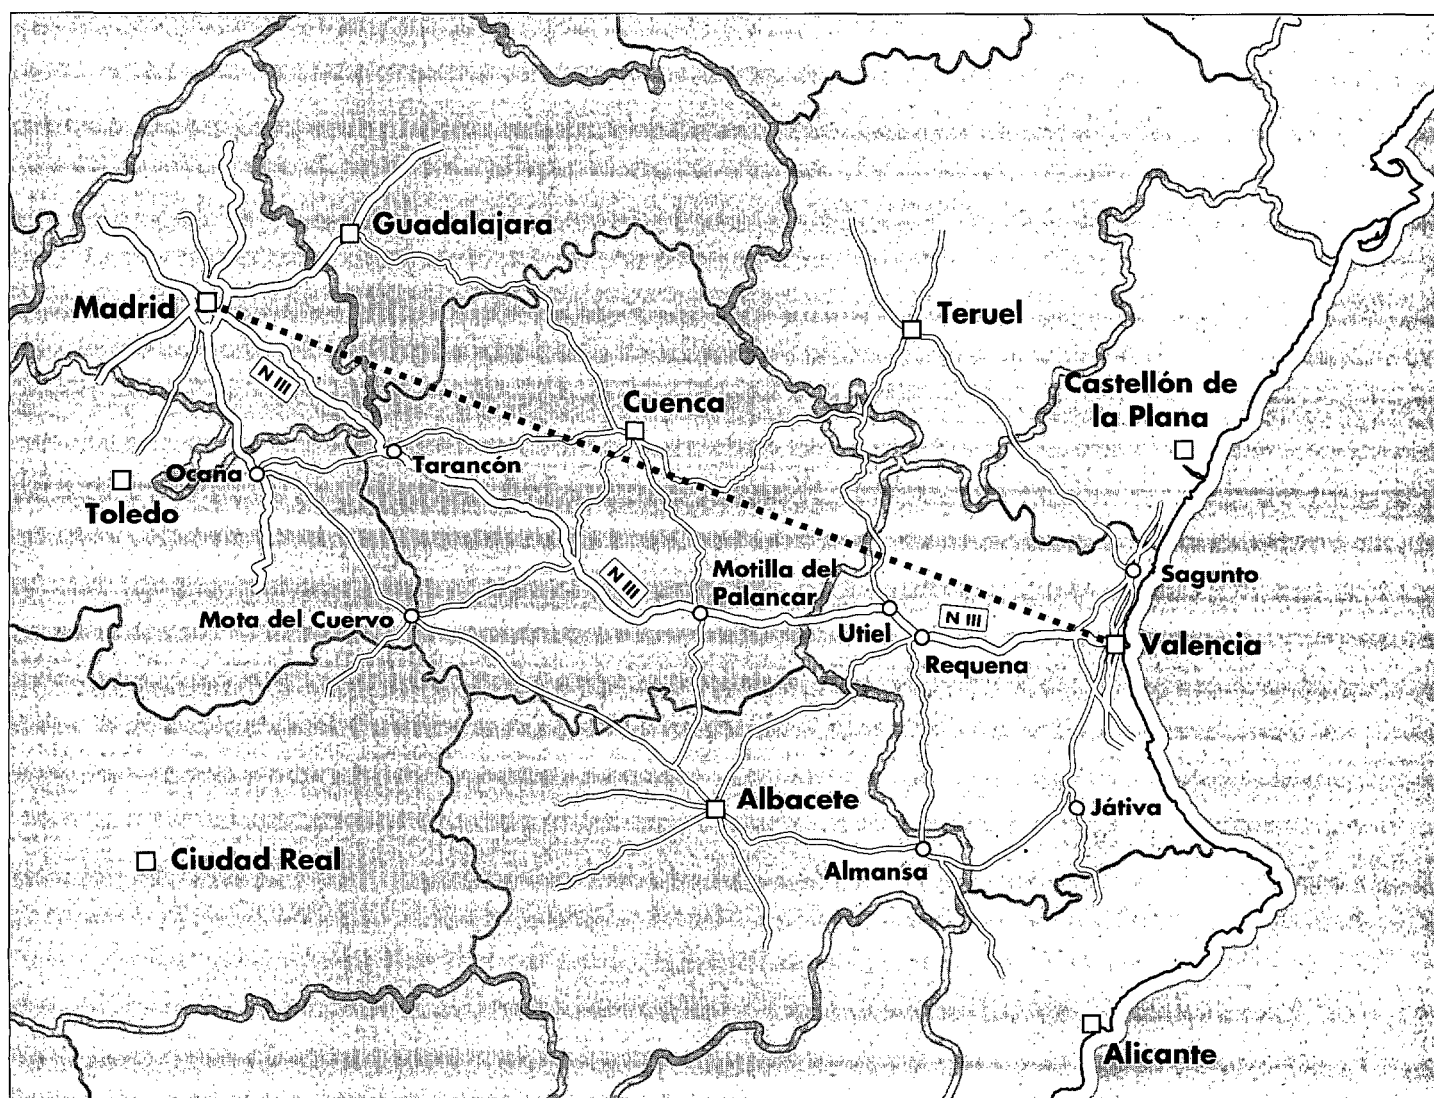 Guadalajara
Madrid
Teruel
N III
Castellón de
la Plana
Cuenca
Ocaña
Tarancón
Toledo
Motilla del
Palancar
N III
Sagunto
Mota del Cuervo
Utiel
N III
Requena
Valencia
Albacete
Játiva
Ciudad Real
Almansa
Alicante